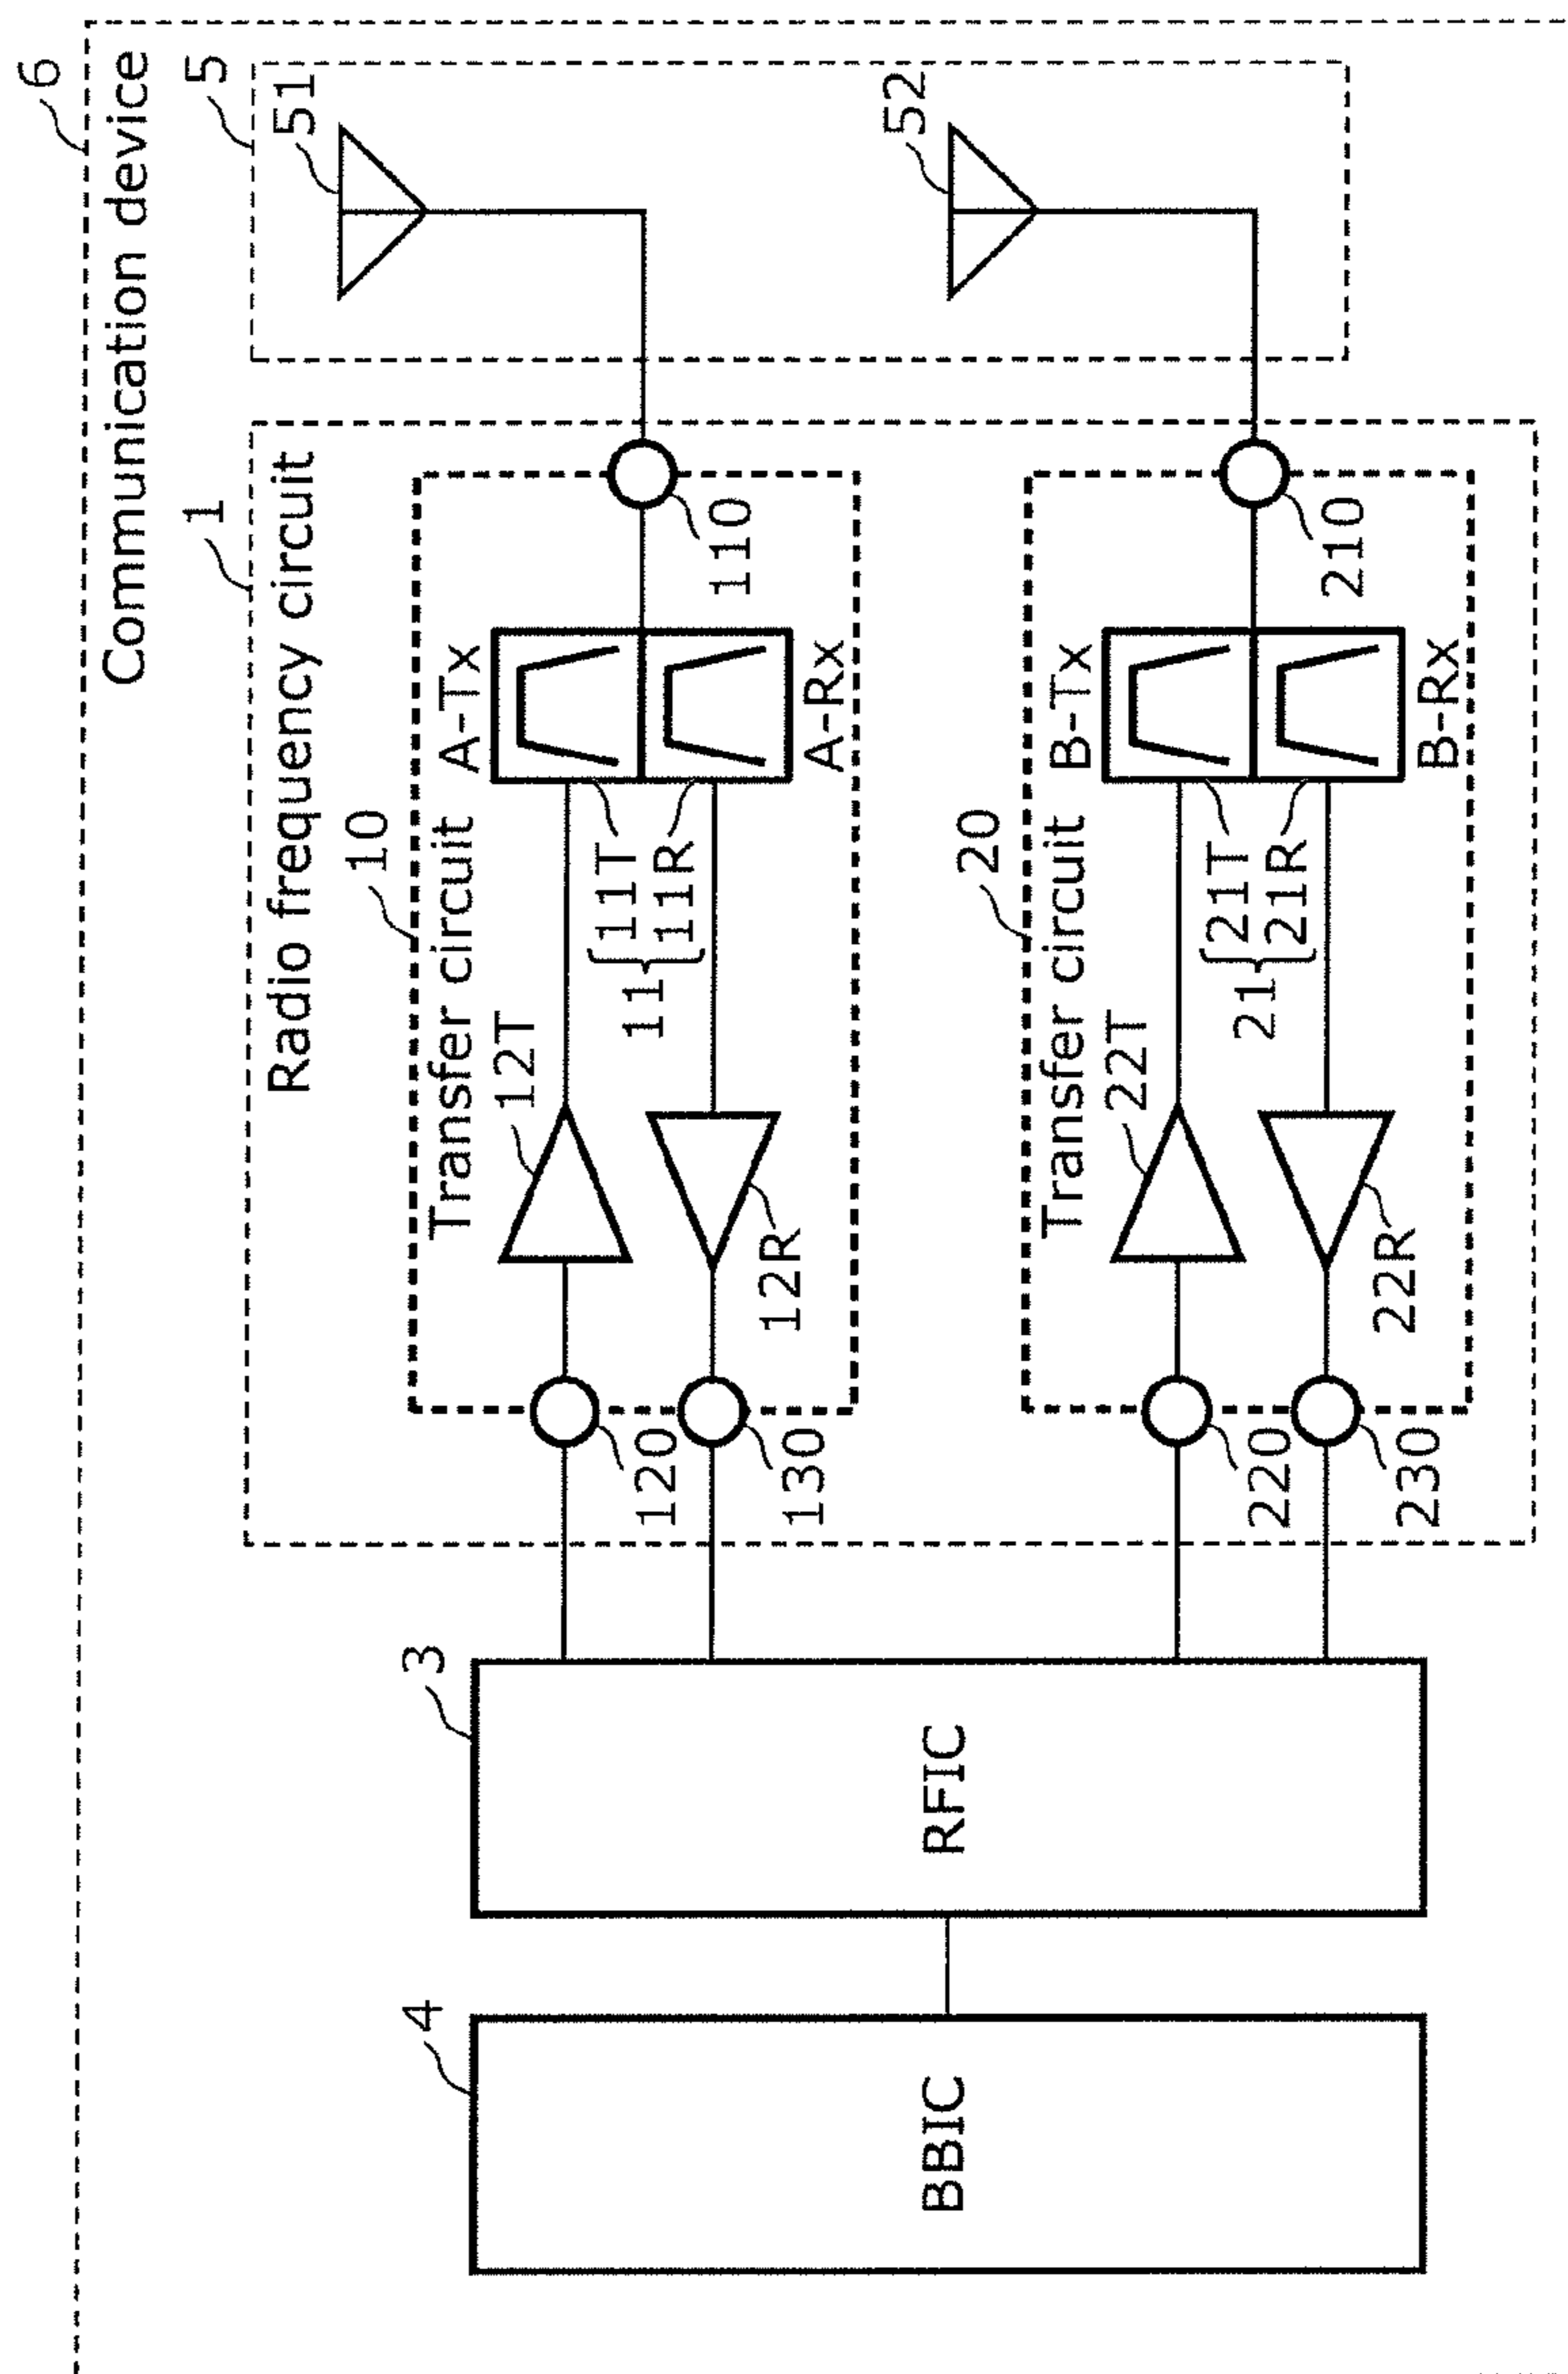 6
Communication device
5
51
52
1
Radio frequency circuit
10
Transfer circuit
A-Tx
12T
11
11T
11R
110
A-Rx
12R
120
130
20
Transfer circuit
B-Tx
22T
21
21T
21R
210
B-Rx
22R
220
230
3
RFIC
4
BBIC